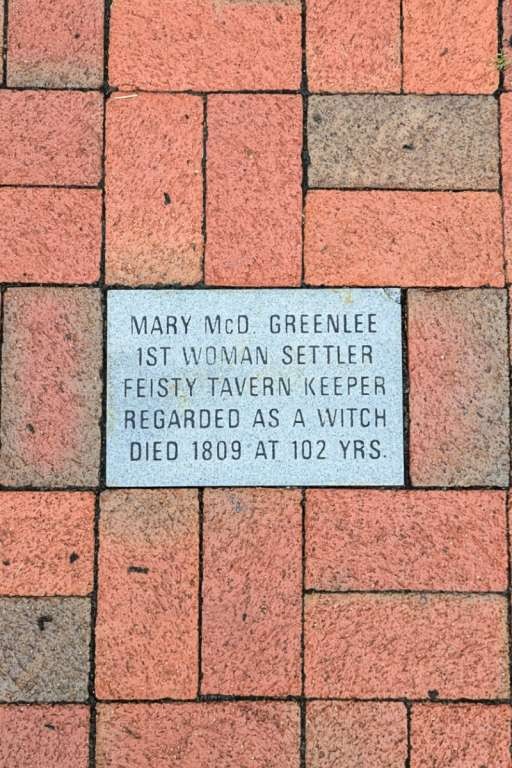 MARY McD. GREENLEE
1ST WOMAN SETTLER
FEISTY TAVERN KEEPER
REGARDED AS A WITCH
DIED 1809 AT 102 YRS.